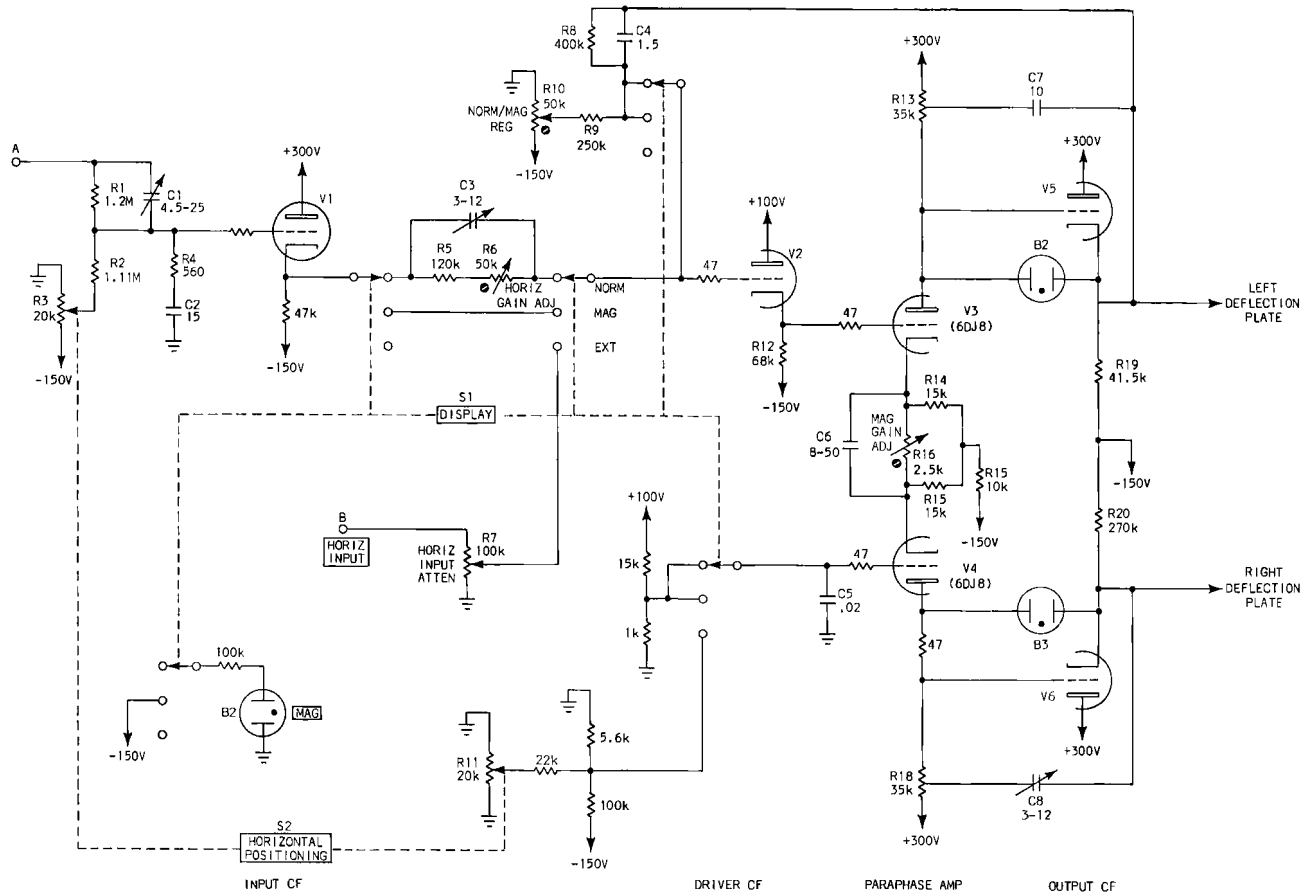 R8
400k
C4
1.5
+300V
C7
10
R13
35k
R10
50k
NORM/MAG
REG
R9
250k
-150V
A
+300V
V1
R1
1.2M
C1
4.5-25
C3
3-12
+100V
V2
V5
+300V
B2
R5
120k
R6
50k
R4
560
R2
1.11M
47
HORIZ
GAIN ADJ
NORM
R3
20k
C2
15
47k
MAG
V3
(6DJ8)
LEFT
DEFLECTION
PLATE
47
R12
68k
EXT
-150V
-150V
-150V
R19
41.5k
S1
DISPLAY
R14
15k
MAG
GAIN
ADJ
C6
8-50
R16
2.5k
R15
10k
R15
15k
-150V
-150V
+100V
R20
270k
B
HORIZ
INPUT
R7
100k
HORIZ
INPUT
ATTEN
15k
47
V4
(6DJ8)
RIGHT
DEFLECTION
PLATE
C5
.02
1k
B3
47
100k
V6
B2
MAG
-150V
5.6k
+300V
R11
20k
22k
R18
35k
C8
3-12
100k
S2
HORIZONTAL
POSITIONING
-150V
+300V
INPUT CF
DRIVER CF
PARAPHASE AMP
OUTPUT CF